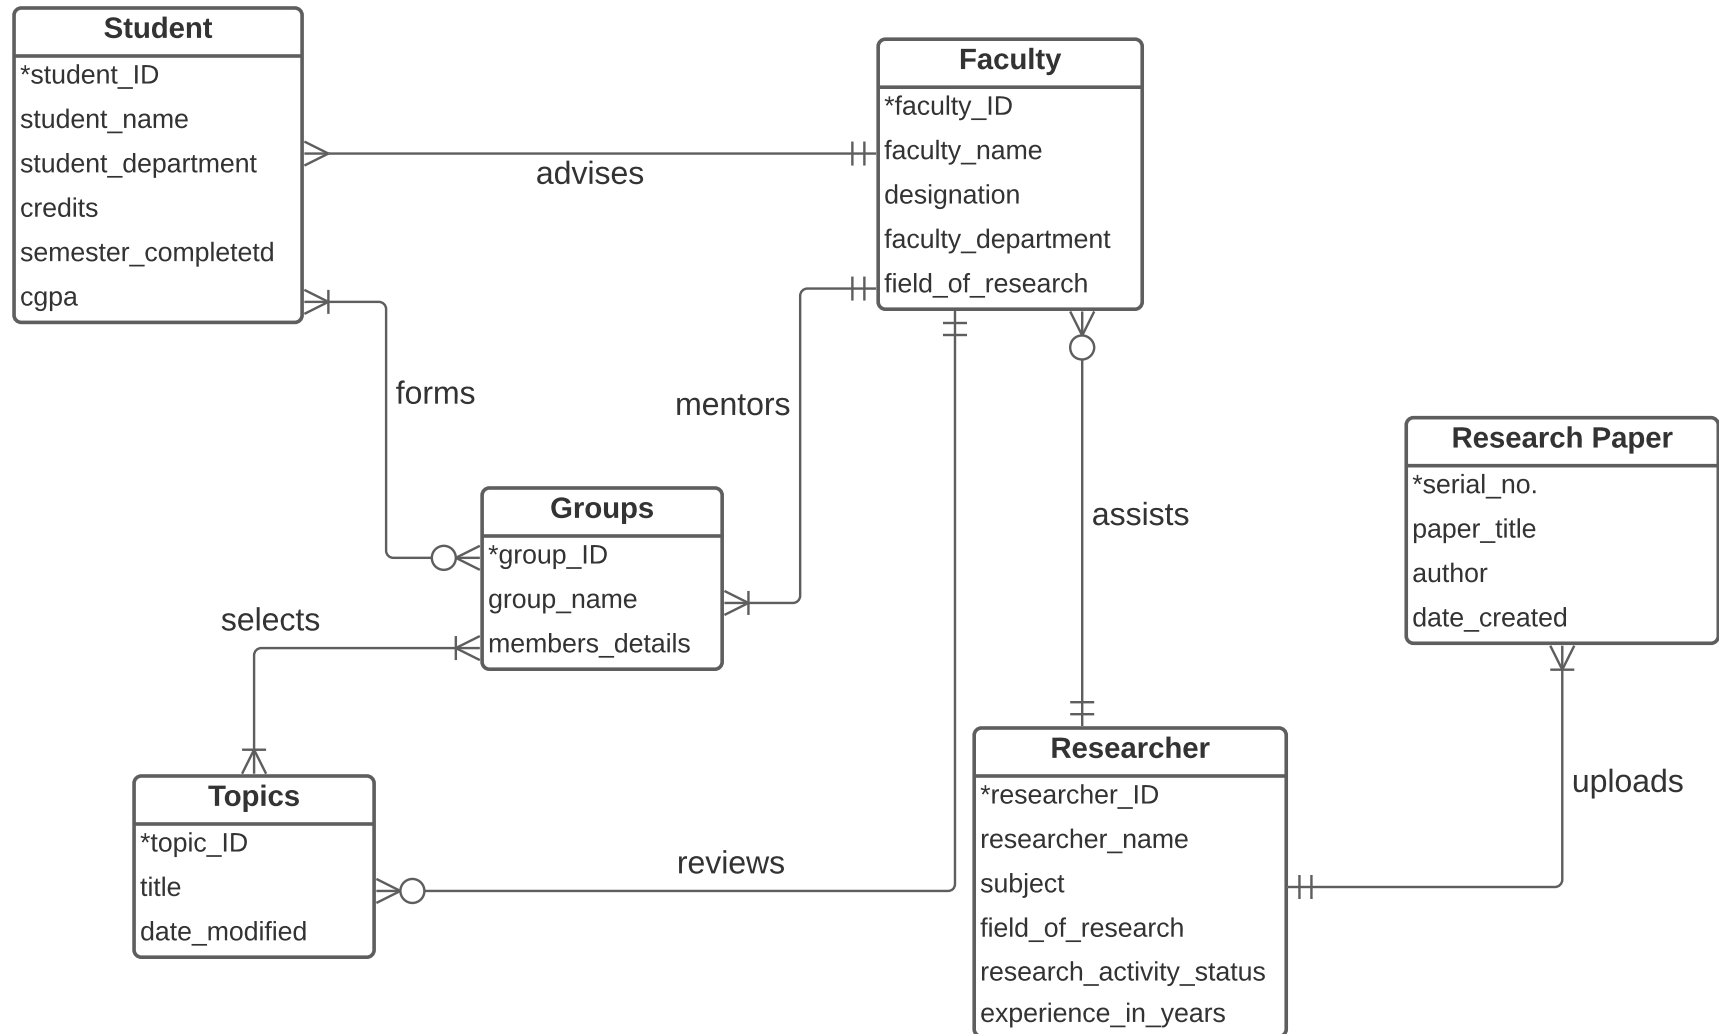 Student
*student_ID
student_name
student_department
credits
semester_completetd
cgpa
advises
Faculty
*faculty_ID
faculty_name
designation
faculty_department
field_of_research
forms
mentors
assists
Groups
*group_ID
group_name
members_details
selects
Research Paper
*serial_no.
paper_title
author
date_created
Topics
*topic_ID
title
date_modified
reviews
Researcher
*researcher_ID
researcher_name
subject
field_of_research
research_activity_status
experience_in_years
uploads